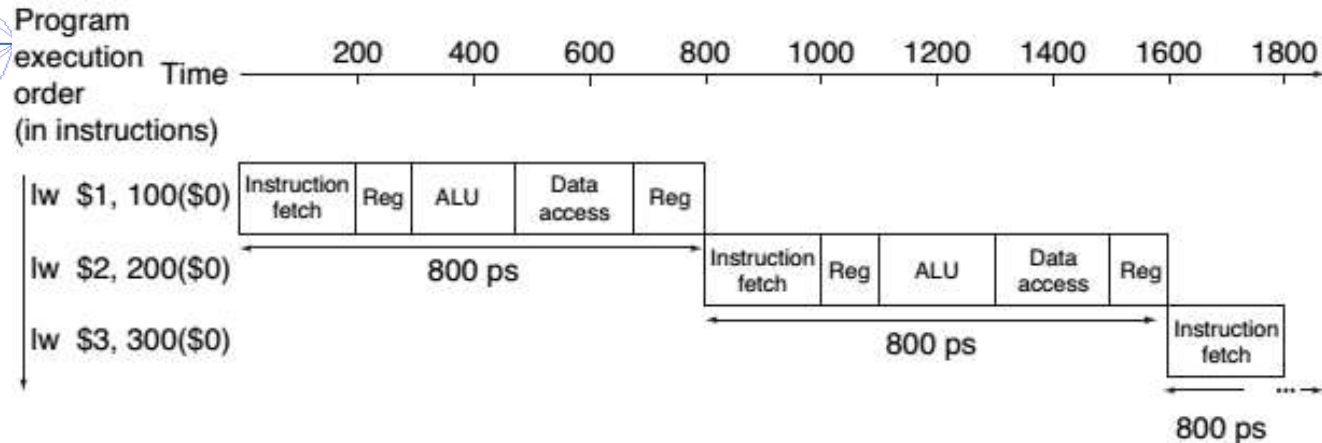 Program
execution
order
(in instructions)
Time
200 400 600 800 1000 1200 1400 1600 1800
lw $1, 100($0)
Instruction
fetch
Reg
ALU
Data
access
Reg
800 ps
lw $2, 200($0)
Instruction
fetch
Reg
ALU
Data
access
Reg
800 ps
lw $3, 300($0)
Instruction
fetch
...
800 ps